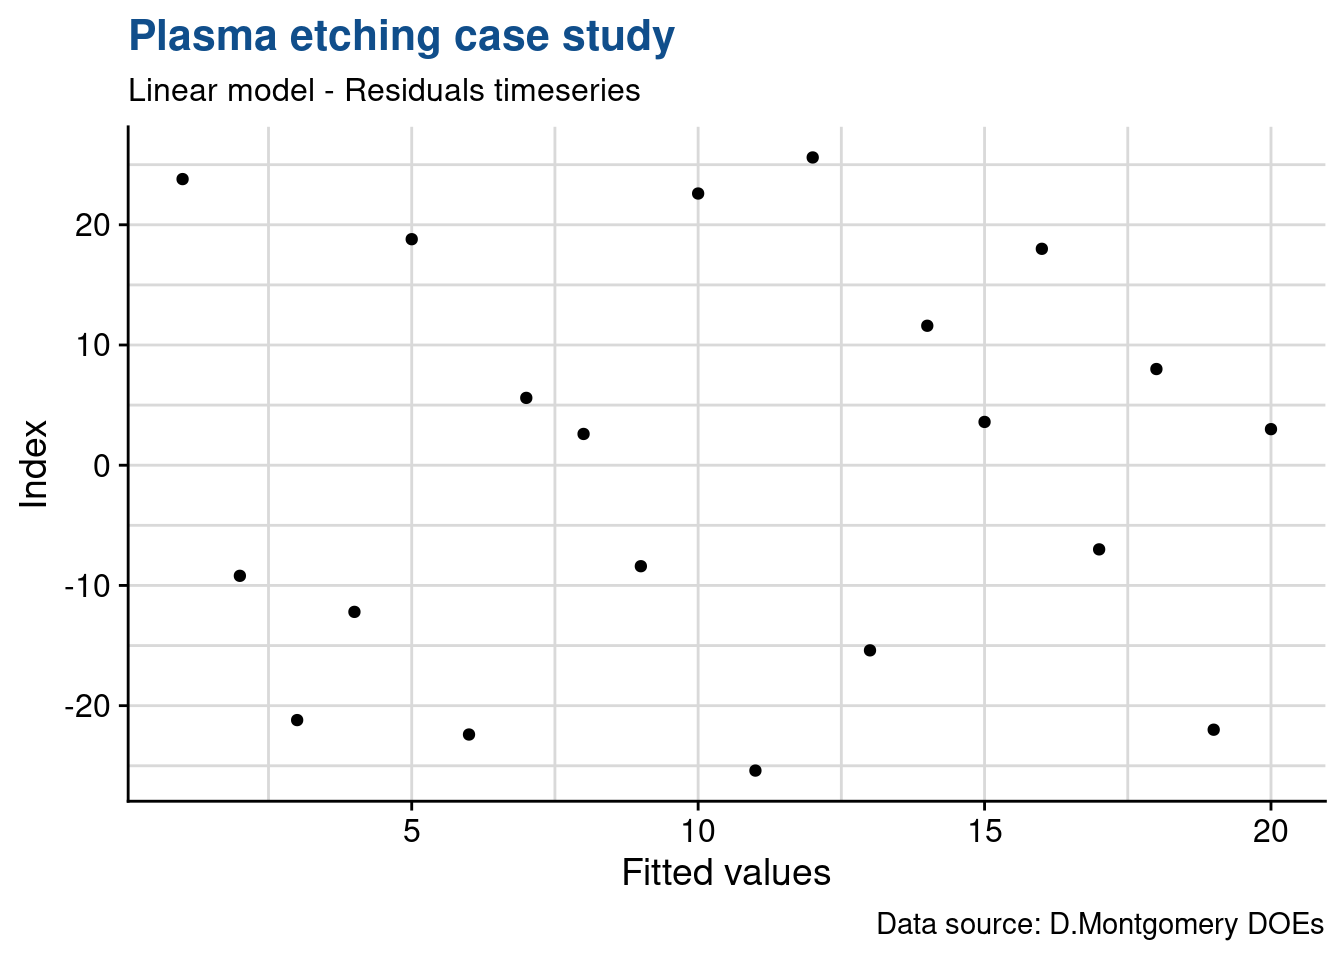 Plasma etching case study
Linear model - Residuals timeseries
20
10
0
-10
-20
Index
5 10 15 20
Fitted values
Data source: D.Montgomery DOEs